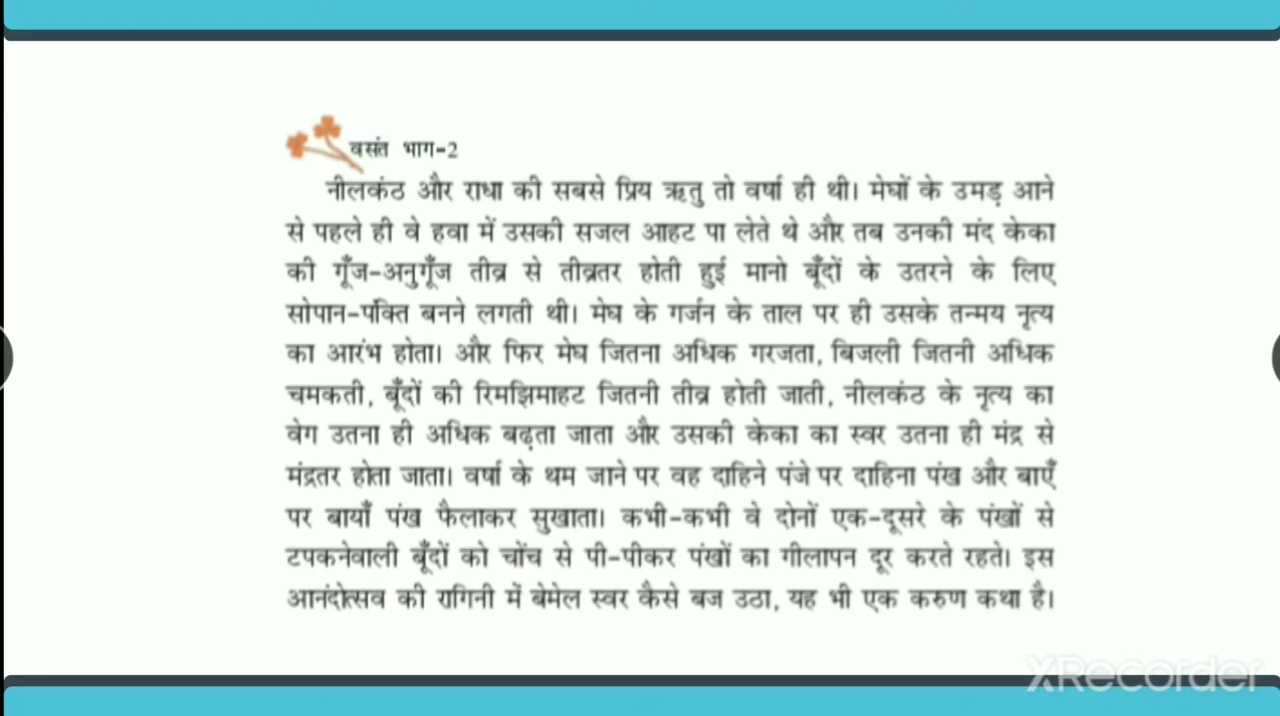 वसंत भाग-2
नीलकंठ और राधा की सबसे प्रिय ऋतु तो वर्षा ही थी। मेघों के उमड़ आने
से पहले ही वे हवा में उसकी सजल आहट पा लेते थे और तब उनकी मंद केका
की गूँज-अनुगूँज तीव्र से तीव्रतर होती हुई मानो बूँदों के उतरने के लिए
सोपान-पंक्ति बनने लगती थी। मेघ के गर्जन के ताल पर ही उसके तन्मय नृत्य
का आरंभ होता। और फिर मेघ जितना अधिक गरजता, बिजली जितनी अधिक
चमकती, बूँदों की रिमझिमाहट जितनी तीव्र होती जाती, नीलकंठ के नृत्य का
वेग उतना ही अधिक बढ़ता जाता और उसकी केका का स्वर उतना ही मंद्र से
मंद्रतर होता जाता। वर्षा के थम जाने पर वह दाहिने पंजे पर दाहिना पंख और बाएँ
पर बायाँ पंख फैलाकर सुखाता। कभी-कभी वे दोनों एक-दूसरे के पंखों से
टपकनेवाली बूँदों को चोंच से पी-पीकर पंखों का गीलापन दूर करते रहते। इस
आनंदोत्सव की रागिनी में बेमेल स्वर कैसे बज उठा, यह भी एक करुण कथा है।
XRecorder